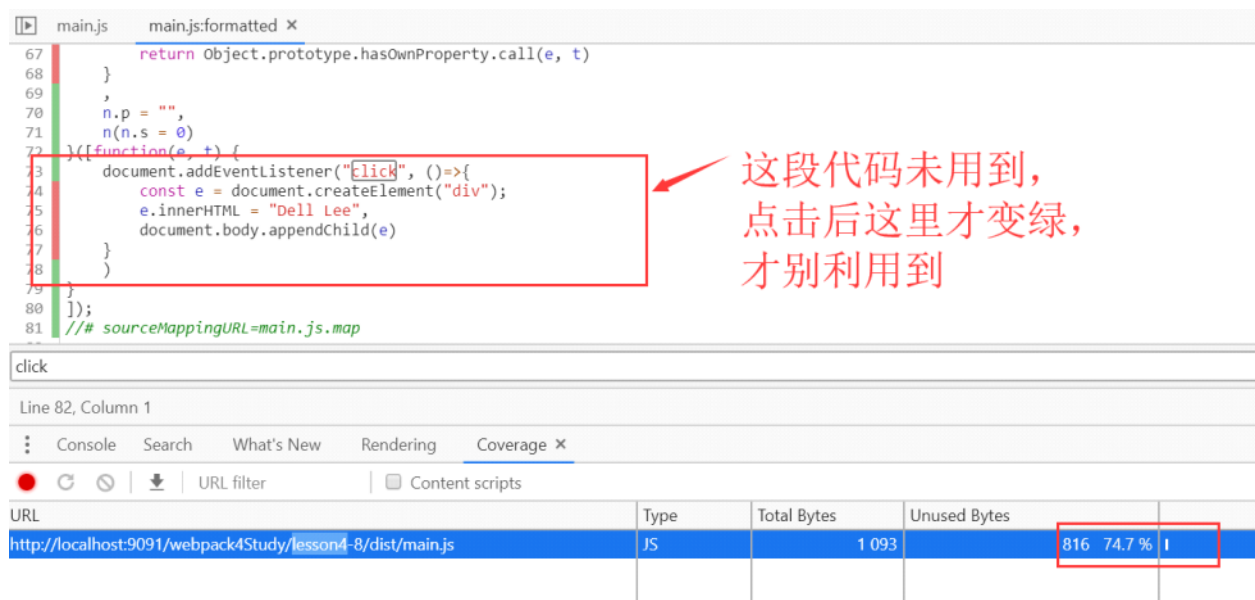 main.js main.js:formatted ×
67 return Object.prototype.hasOwnProperty.call(e, t)
68 }
69 ,
70 n.p = "",
71 n(n.s = 0)
72 }([function(e, t) {
73 document.addEventListener("click", ()=>{
74 const e = document.createElement("div");
75 e.innerHTML = "Dell Lee",
76 document.body.appendChild(e)
77 }
78 )
79 }
80 ]);
81 //# sourceMappingURL=main.js.map
这段代码未用到，
点击后这里才变绿，
才别利用到
click
Line 82, Column 1
Console Search What's New Rendering Coverage ×
URL filter Content scripts
URL Type Total Bytes Unused Bytes
http://localhost:9091/webpack4Study/lesson4-8/dist/main.js JS 1 093 816 74.7 %